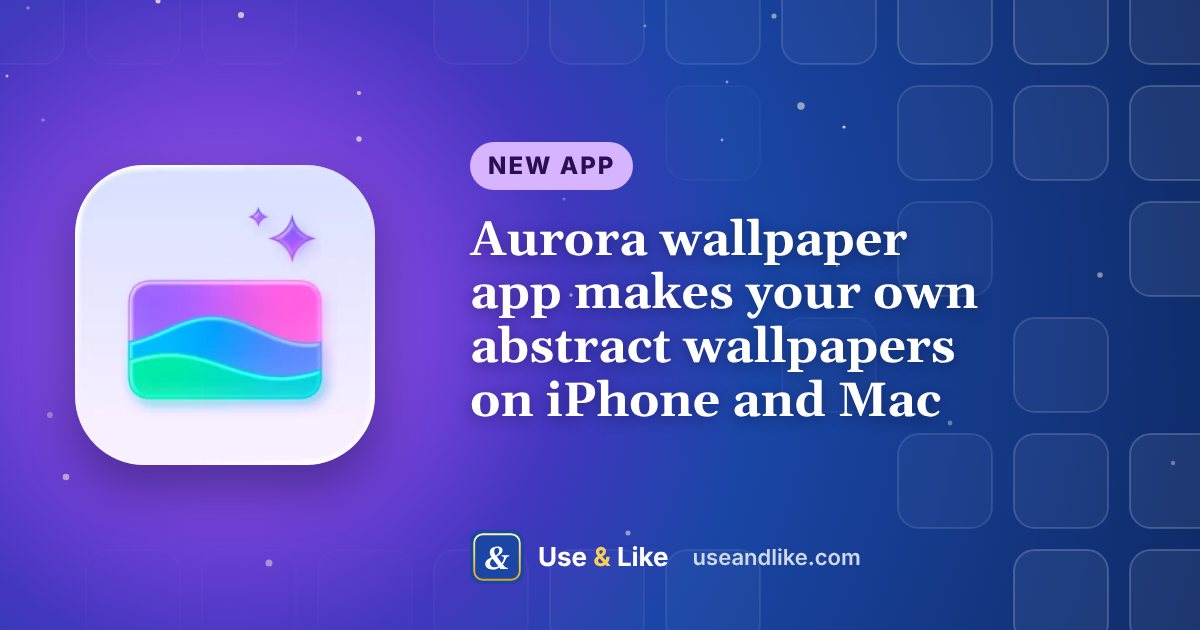 NEW APP
Aurora wallpaper
app makes your own
abstract wallpapers
on iPhone and Mac
& Use & Like useandlike.com